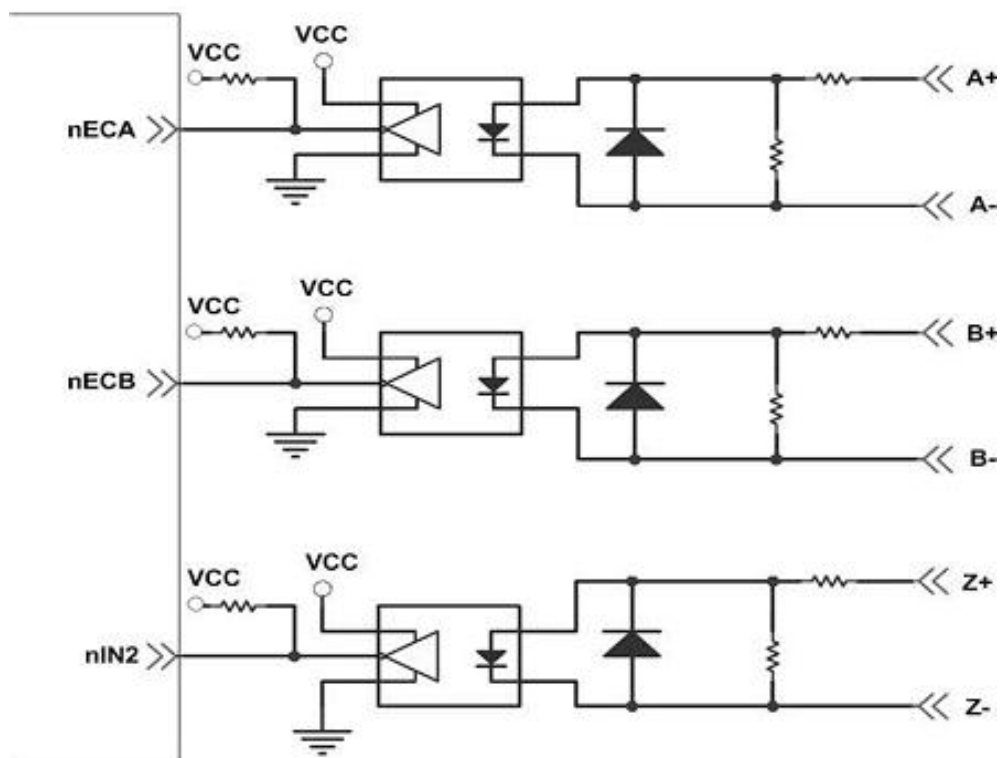 VCC
VCC
A+
nECA
A-
VCC
VCC
B+
nECB
B-
VCC
VCC
Z+
nIN2
Z-